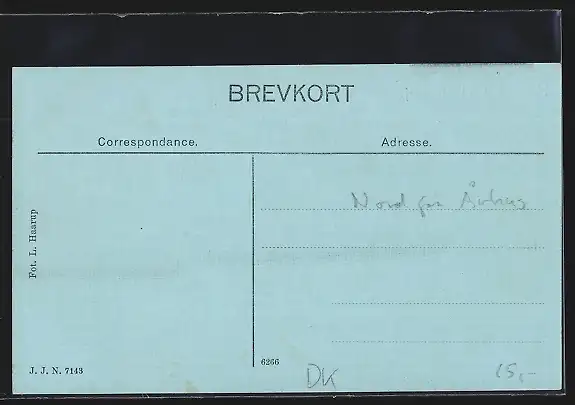 BREVKORT
Correspondance.
Adresse.
Nord for Århus
Fot. L. Haarup
6266
J. J. N. 7143
DK
15,-